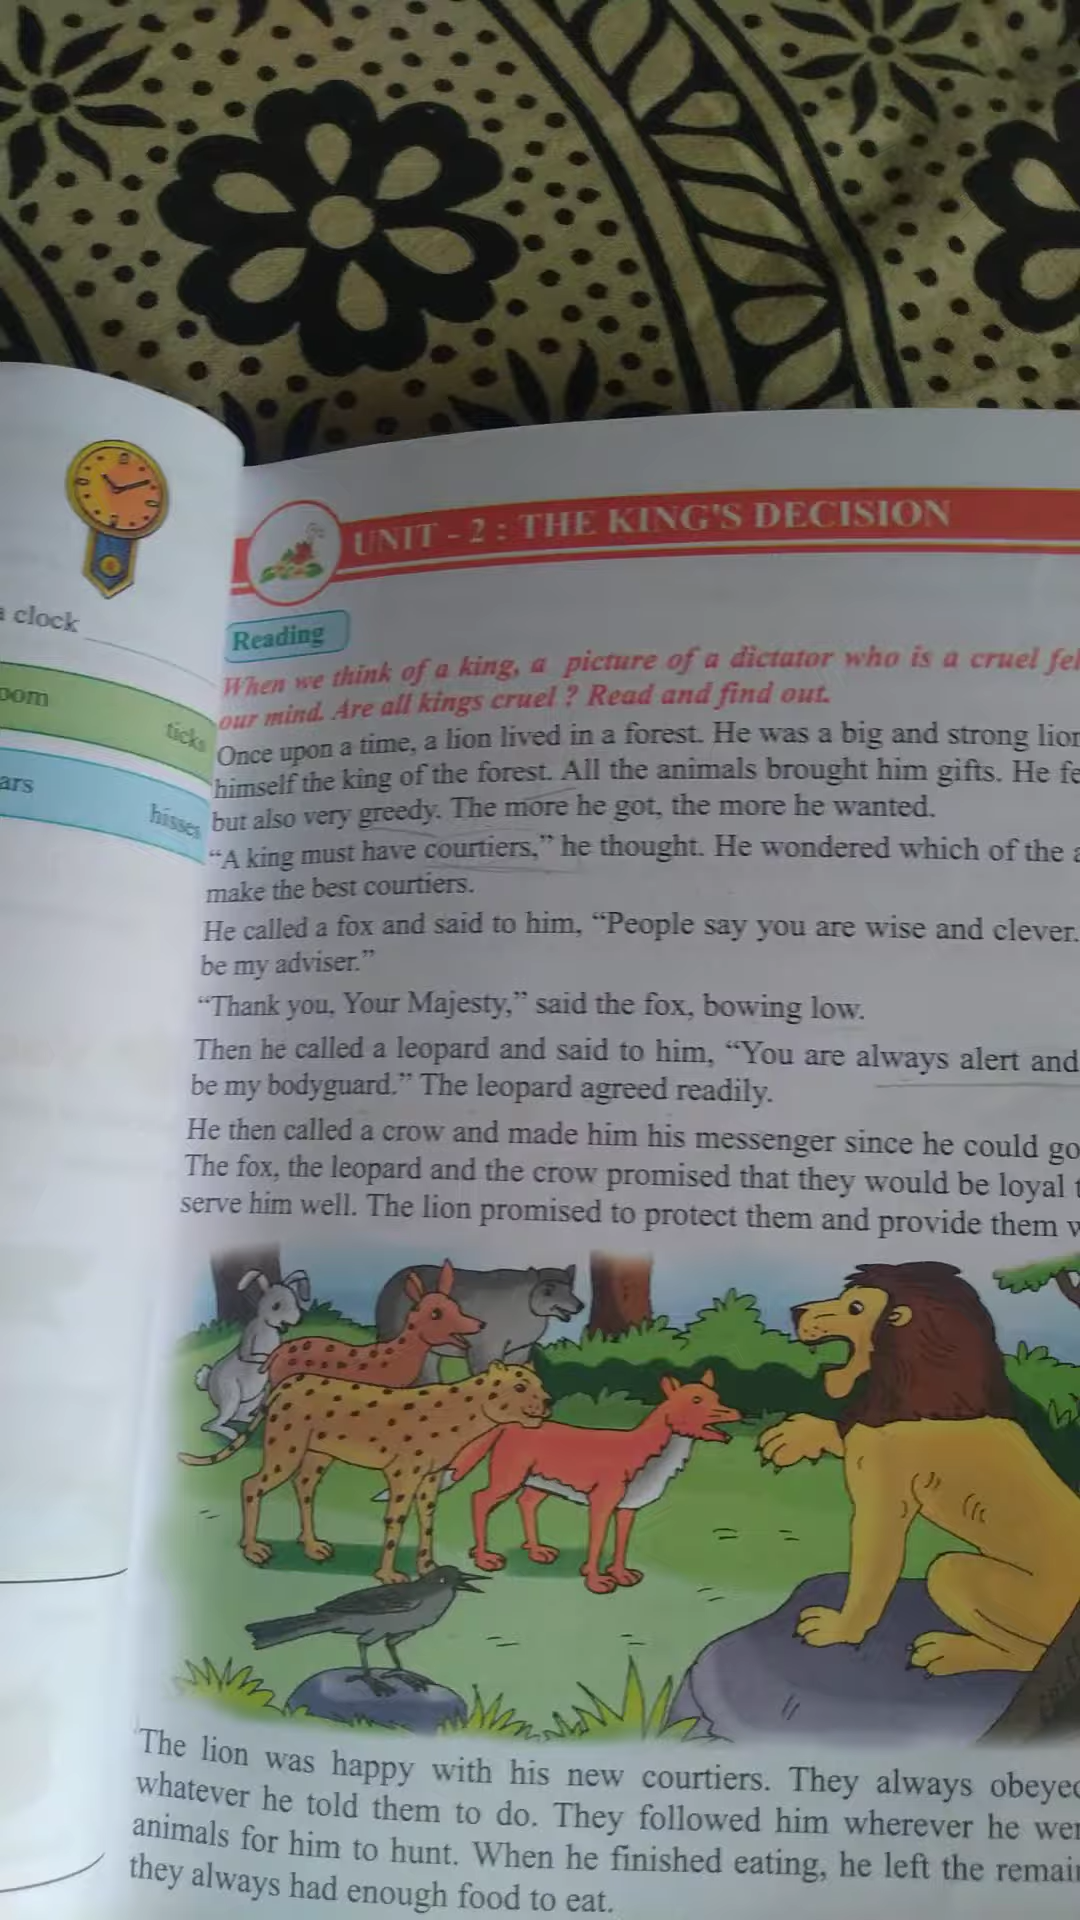 a clock
oom
ticks
ars
hisses
UNIT - 2 : THE KING'S DECISION
Reading
When we think of a king, a picture of a dictator who is a cruel fel
our mind. Are all kings cruel ? Read and find out.
Once upon a time, a lion lived in a forest. He was a big and strong lion
himself the king of the forest. All the animals brought him gifts. He fe
but also very greedy. The more he got, the more he wanted.
“A king must have courtiers,” he thought. He wondered which of the a
make the best courtiers.
He called a fox and said to him, “People say you are wise and clever.
be my adviser.”
“Thank you, Your Majesty,” said the fox, bowing low.
Then he called a leopard and said to him, “You are always alert and
be my bodyguard.” The leopard agreed readily.
He then called a crow and made him his messenger since he could go
The fox, the leopard and the crow promised that they would be loyal t
serve him well. The lion promised to protect them and provide them w
The lion was happy with his new courtiers. They always obeyed
whatever he told them to do. They followed him wherever he wen
animals for him to hunt. When he finished eating, he left the remain
they always had enough food to eat.